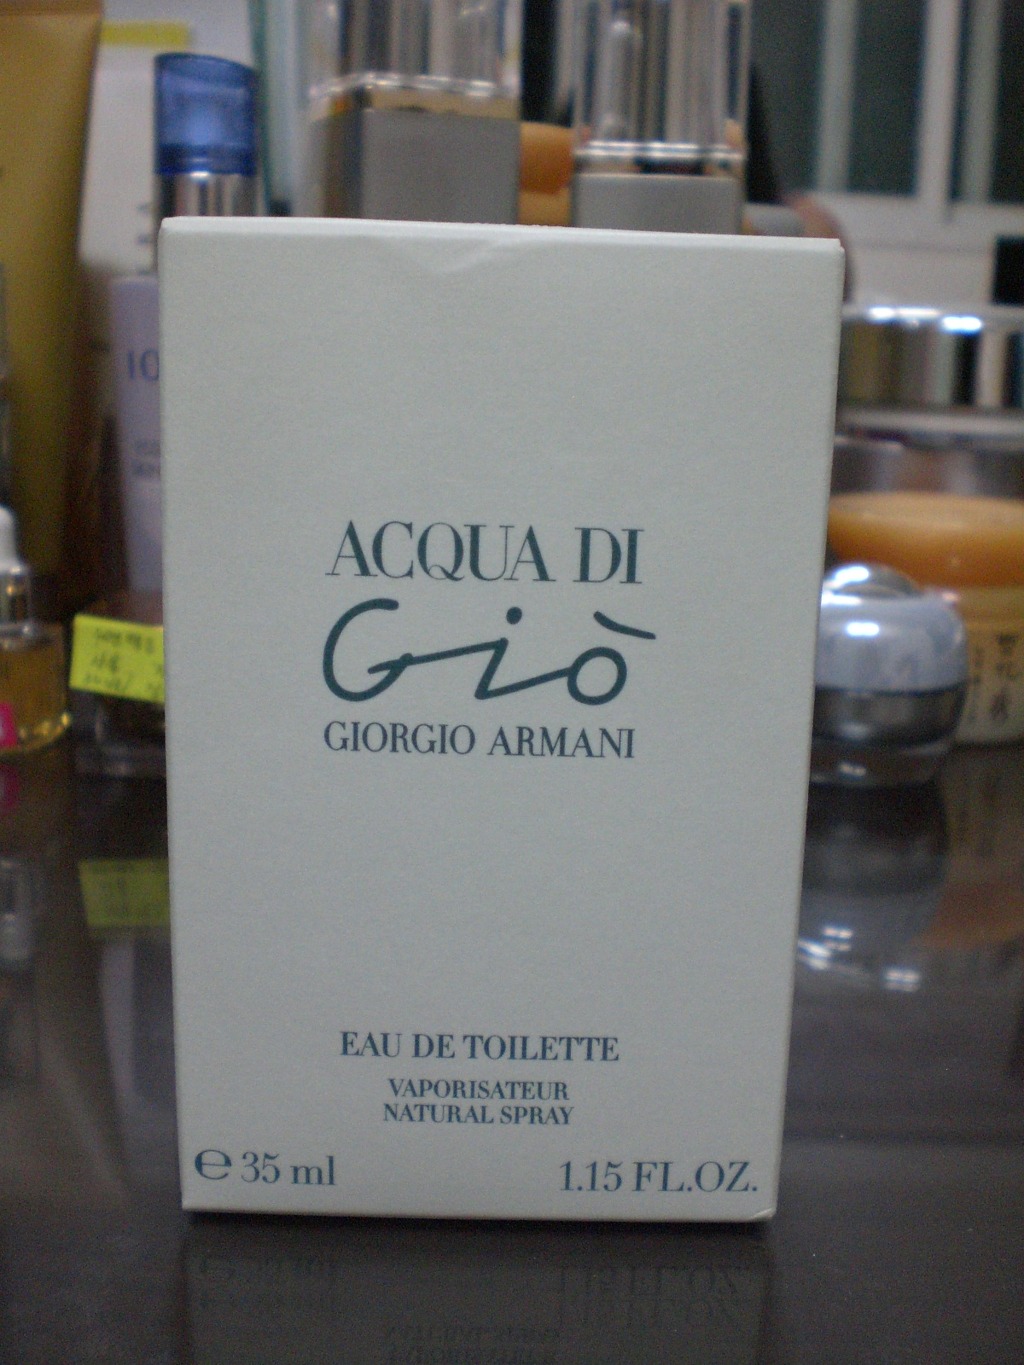 ACQUA DI
Giò
GIORGIO ARMANI
EAU DE TOILETTE
VAPORISATEUR
NATURAL SPRAY
℮ 35 ml
1.15 FL.OZ.